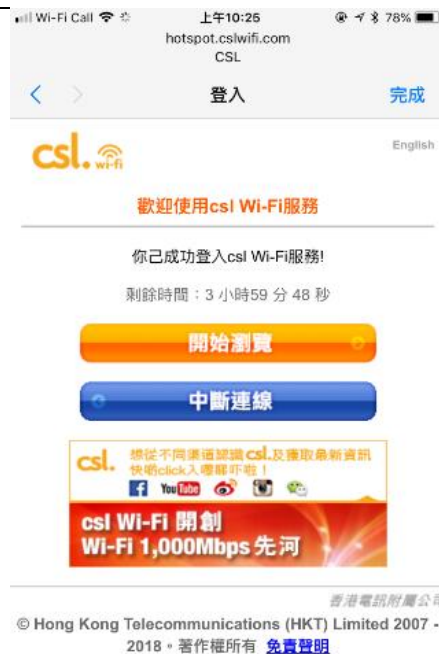 Wi-Fi Call 上午10:25 78%
hotspot.cslwifi.com
CSL
登入 完成
csl. wi-fi English
歡迎使用csl Wi-Fi服務
你己成功登入csl Wi-Fi服務!
剩餘時間：3 小時59 分 48 秒
開始瀏覽
中斷連線
csl. 想從不同渠道認識csl.及獲取最新資訊
快啲click入嚟睇吓啦！
f YouTube
csl Wi-Fi 開創
Wi-Fi 1,000Mbps 先河
香港電訊附屬公司
© Hong Kong Telecommunications (HKT) Limited 2007 -
2018。著作權所有 免責聲明